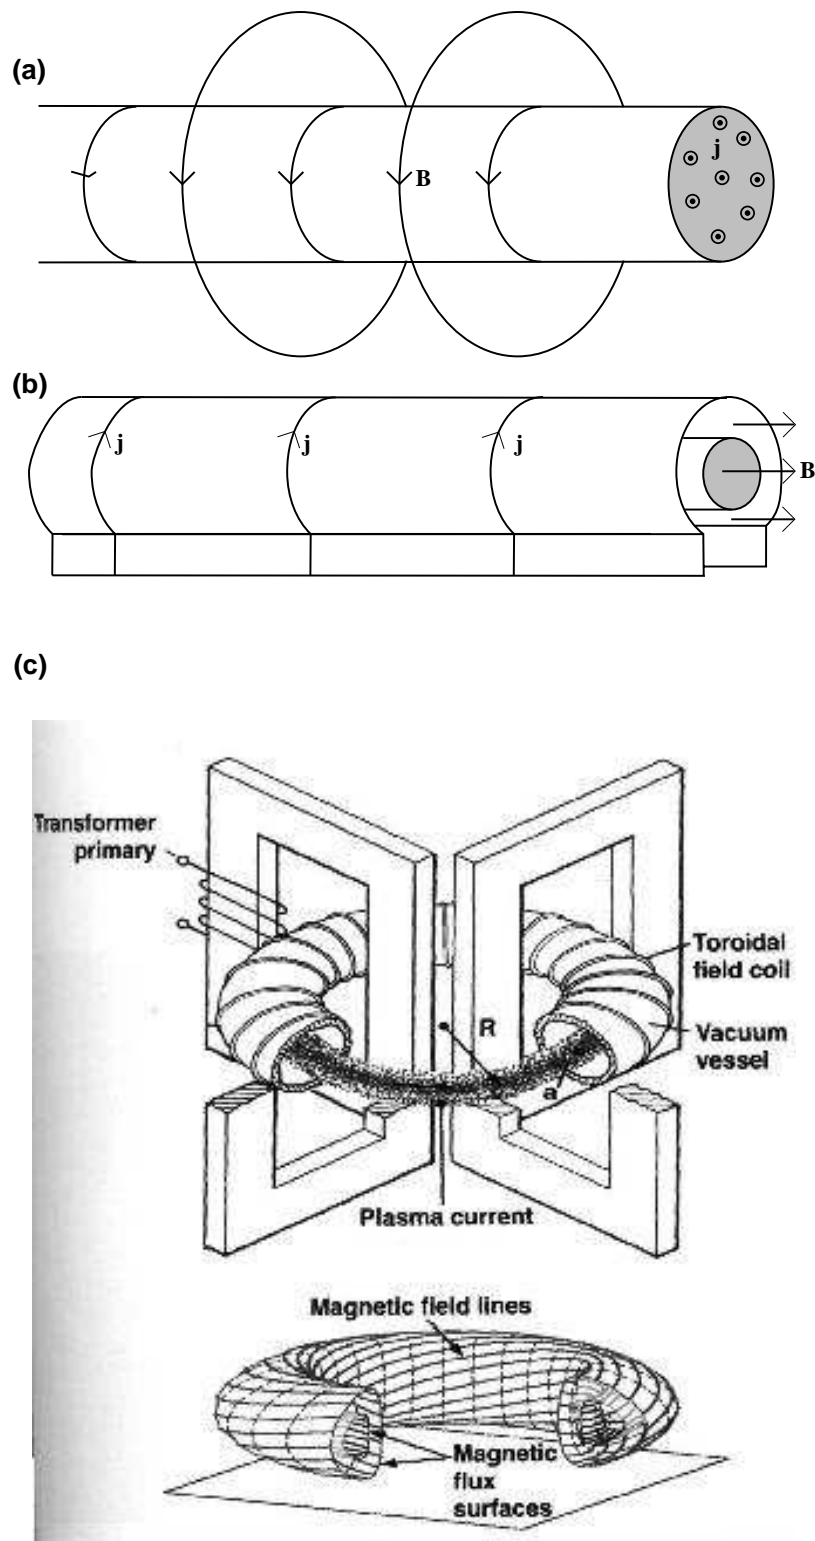 (a)
j
B
(b)
j
j
j
B
(c)
Transformer
primary
Toroidal
field coil
R
Vacuum
vessel
a
Plasma current
Magnetic field lines
Magnetic
flux
surfaces